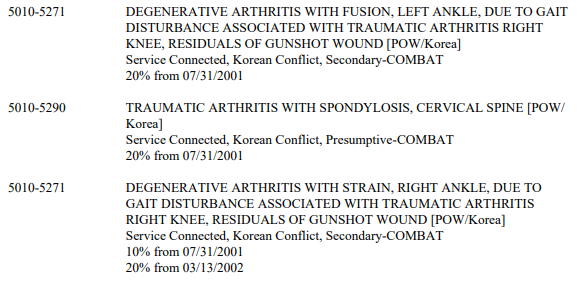 5010-5271 DEGENERATIVE ARTHRITIS WITH FUSION, LEFT ANKLE, DUE TO GAIT
DISTURBANCE ASSOCIATED WITH TRAUMATIC ARTHRITIS RIGHT
KNEE, RESIDUALS OF GUNSHOT WOUND [POW/Korea]
Service Connected, Korean Conflict, Secondary-COMBAT
20% from 07/31/2001
5010-5290 TRAUMATIC ARTHRITIS WITH SPONDYLOSIS, CERVICAL SPINE [POW/
Korea]
Service Connected, Korean Conflict, Presumptive-COMBAT
20% from 07/31/2001
5010-5271 DEGENERATIVE ARTHRITIS WITH STRAIN, RIGHT ANKLE, DUE TO
GAIT DISTURBANCE ASSOCIATED WITH TRAUMATIC ARTHRITIS
RIGHT KNEE, RESIDUALS OF GUNSHOT WOUND [POW/Korea]
Service Connected, Korean Conflict, Secondary-COMBAT
10% from 07/31/2001
20% from 03/13/2002